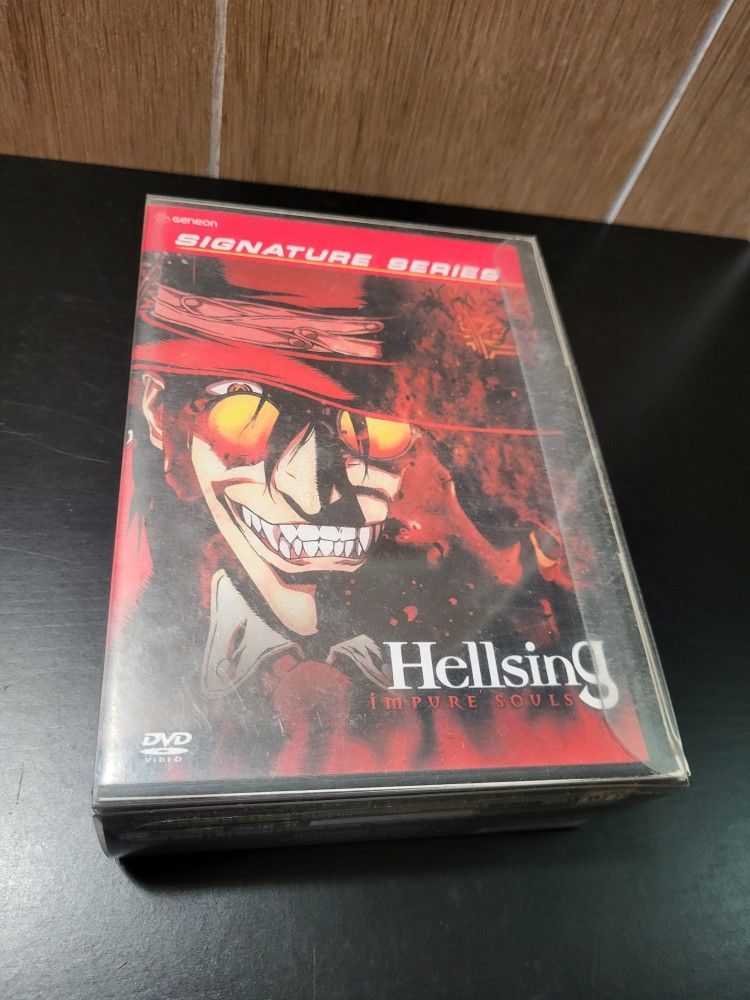 Geneon
SIGNATURE SERIES
Hellsing
IMPURE SOULS
DVD
VIDEO